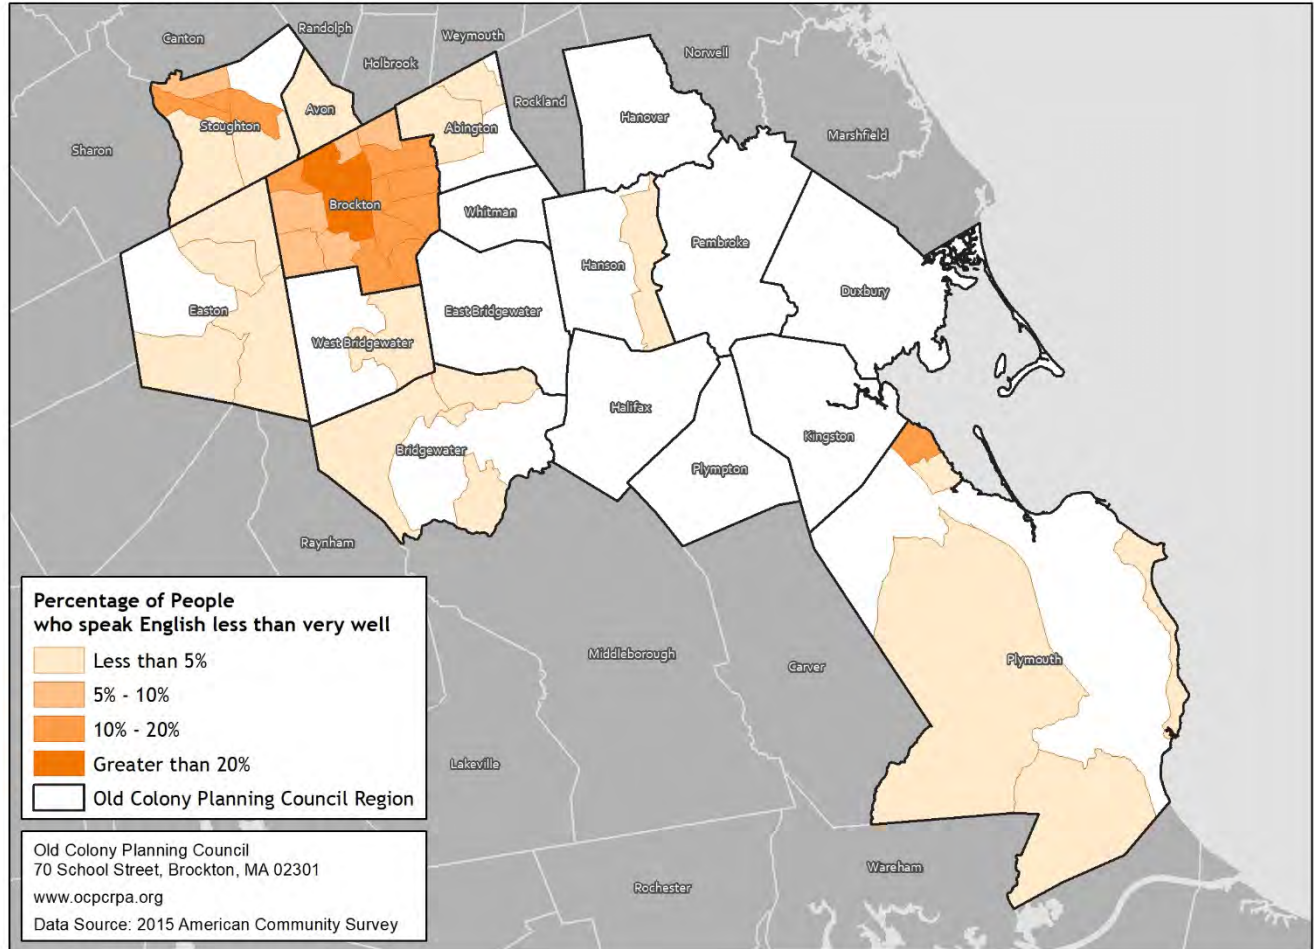 Canton
Randolph
Weymouth
Norwell
Holbrook
Rockland
Avon
Hanover
Stoughton
Abington
Marshfield
Sharon
Brockton
Whitman
Pembroke
Hanson
Duxbury
Easton
East Bridgewater
West Bridgewater
Halifax
Kingston
Bridgewater
Plympton
Raynham
Middleborough
Carver
Plymouth
Lakeville
Wareham
Rochester
Percentage of People
who speak English less than very well
Less than 5%
5% - 10%
10% - 20%
Greater than 20%
Old Colony Planning Council Region
Old Colony Planning Council
70 School Street, Brockton, MA 02301
www.ocpcrpa.org
Data Source: 2015 American Community Survey